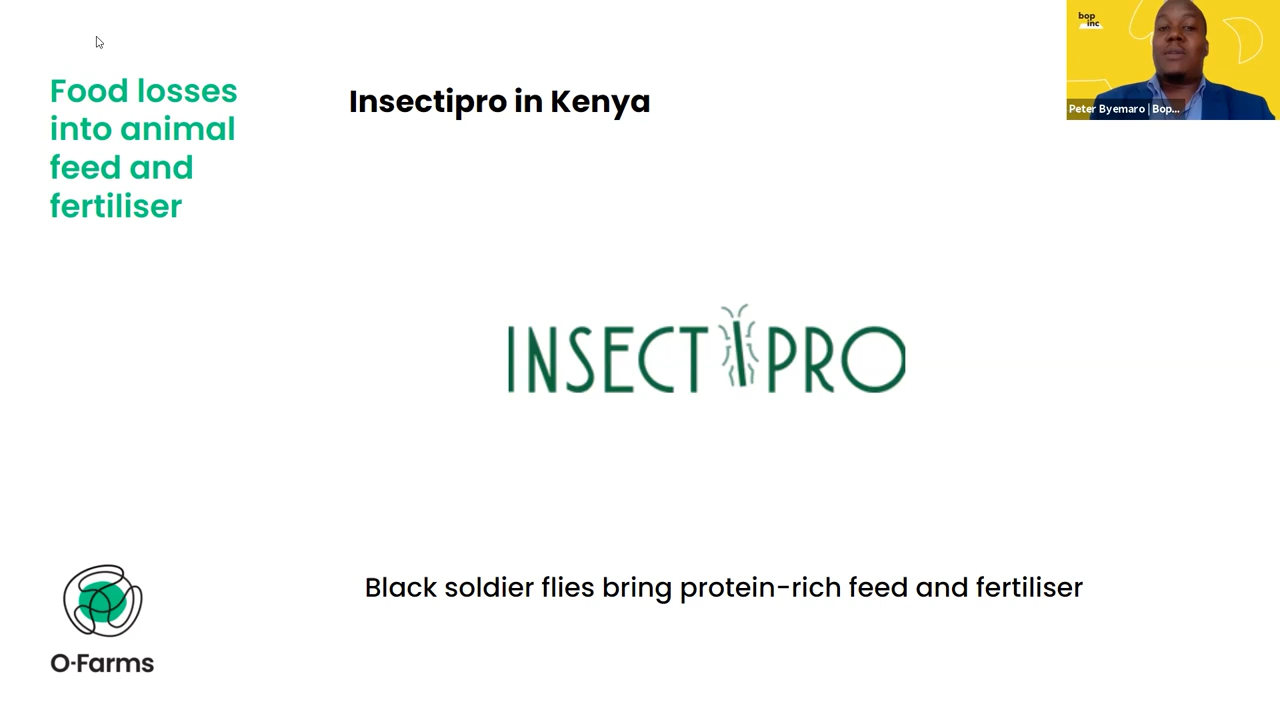 Food losses
into animal
feed and
fertiliser
Insectipro in Kenya
bop
inc
Peter Byemaro | Bop...
INSECTIPRO
Black soldier flies bring protein-rich feed and fertiliser
O·Farms